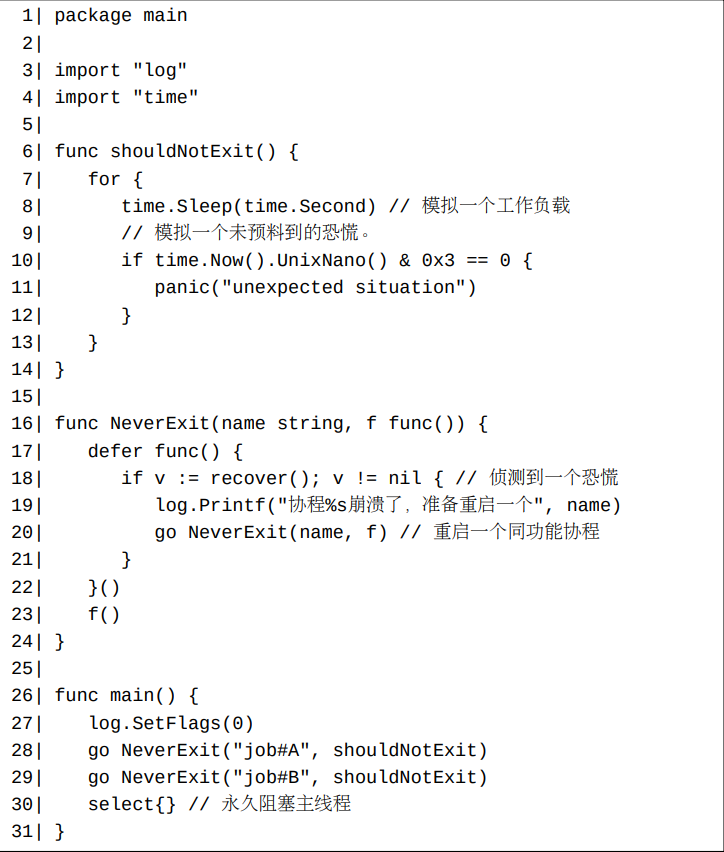 1| package main
 2|
 3| import "log"
 4| import "time"
 5|
 6| func shouldNotExit() {
 7|    for {
 8|       time.Sleep(time.Second) // 模拟一个工作负载
 9|       // 模拟一个未预料到的恐慌。
10|       if time.Now().UnixNano() & 0x3 == 0 {
11|          panic("unexpected situation")
12|       }
13|    }
14| }
15|
16| func NeverExit(name string, f func()) {
17|    defer func() {
18|       if v := recover(); v != nil { // 侦测到一个恐慌
19|          log.Printf("协程%s崩溃了，准备重启一个", name)
20|          go NeverExit(name, f) // 重启一个同功能协程
21|       }
22|    }()
23|    f()
24| }
25|
26| func main() {
27|    log.SetFlags(0)
28|    go NeverExit("job#A", shouldNotExit)
29|    go NeverExit("job#B", shouldNotExit)
30|    select{} // 永久阻塞主线程
31| }